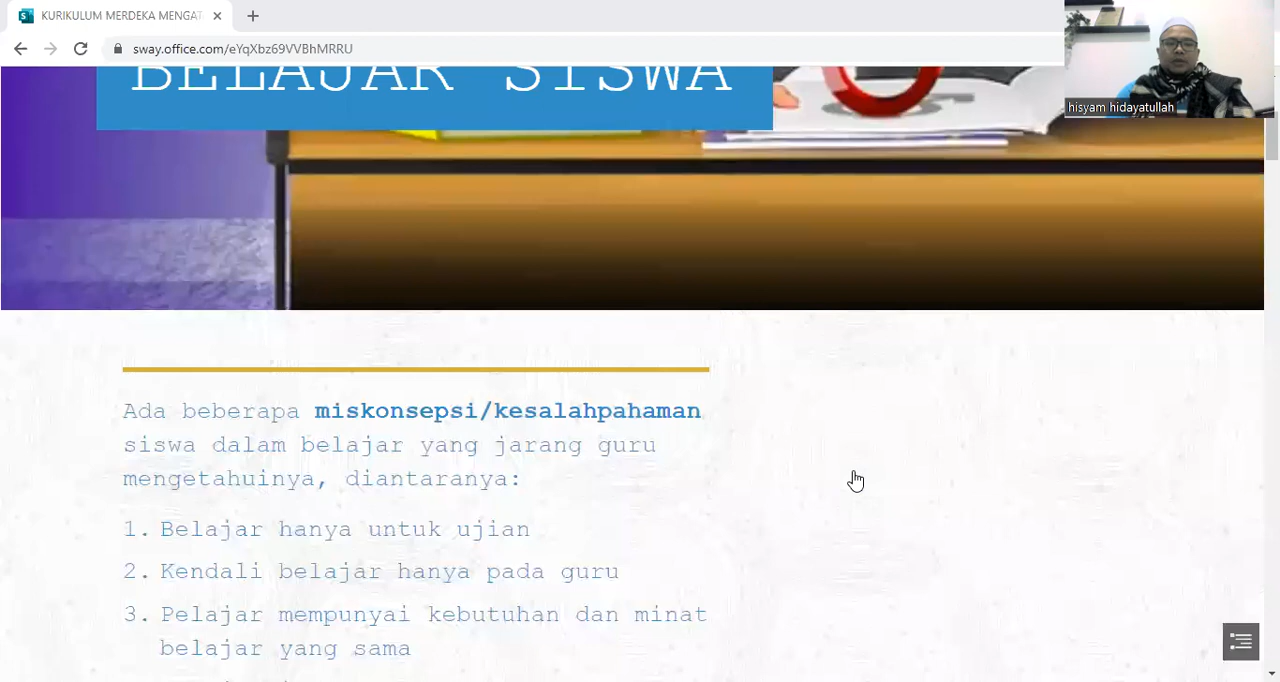 KURIKULUM MERDEKA MENGAT
sway.office.com/eYqXbz69VVBhMRRU
hisyam hidayatullah
BELAJAR SISWA
Ada beberapa miskonsepsi/kesalahpahaman
siswa dalam belajar yang jarang guru
mengetahuinya, diantaranya:
1. Belajar hanya untuk ujian
2. Kendali belajar hanya pada guru
3. Pelajar mempunyai kebutuhan dan minat
belajar yang sama